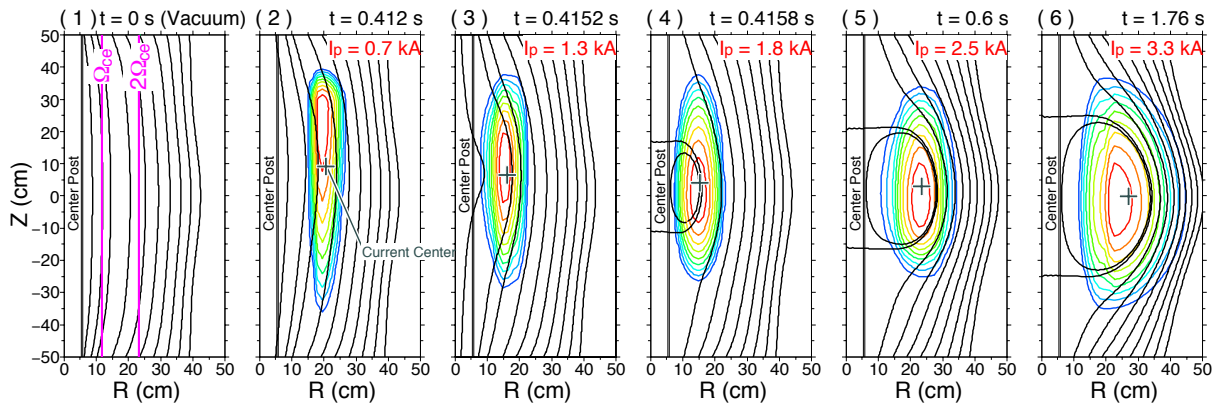 ( 1 ) t=0 s (Vacuum)
( 2 ) t = 0.412 s
( 3 ) t = 0.4152 s
( 4 ) t = 0.4158 s
( 5 ) t = 0.6 s
( 6 ) t = 1.76 s
Ip = 0.7 kA
Ip = 1.3 kA
Ip = 1.8 kA
Ip = 2.5 kA
Ip = 3.3 kA
Ωce
2Ωce
Center Post
Center Post
Center Post
Center Post
Center Post
Center Post
Current Center
Z (cm)
50
40
30
20
10
0
−10
−20
−30
−40
−50
0 10 20 30 40 50
0 10 20 30 40 50
0 10 20 30 40 50
0 10 20 30 40 50
0 10 20 30 40 50
0 10 20 30 40 50
R (cm)
R (cm)
R (cm)
R (cm)
R (cm)
R (cm)